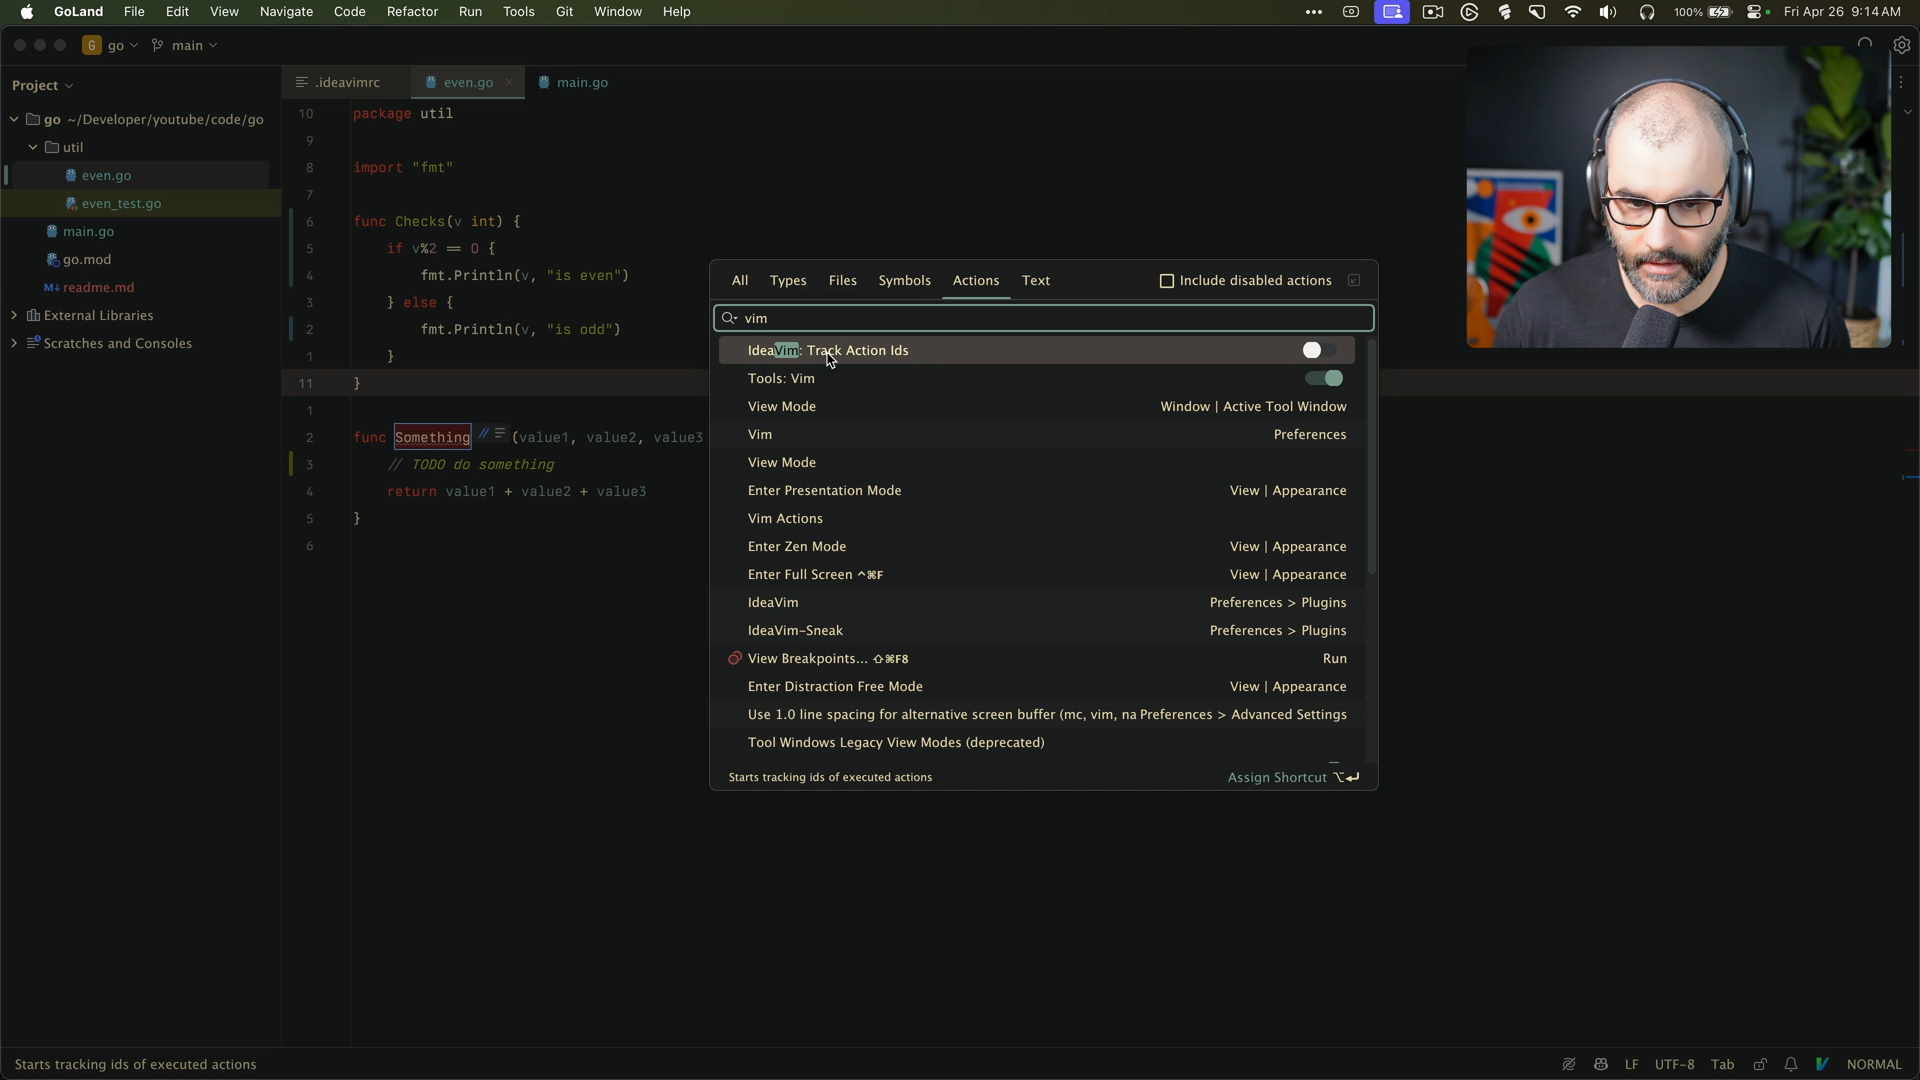 GoLand File Edit View Navigate Code Refactor Run Tools Git Window Help
100% Fri Apr 26 9:14 AM
G go main
Project
.ideavimrc even.go × main.go
go ~/Developer/youtube/code/go
util
even.go
even_test.go
main.go
go.mod
M↓ readme.md
External Libraries
Scratches and Consoles
10 package util
9
8 import "fmt"
7
6 func Checks(v int) {
5 if v%2 == 0 {
4 fmt.Println(v, "is even")
3 } else {
2 fmt.Println(v, "is odd")
1 }
11 }
1
2 func Something (value1, value2, value3
3 // TODO do something
4 return value1 + value2 + value3
5 }
6
All Types Files Symbols Actions Text Include disabled actions
vim
IdeaVim: Track Action Ids
Tools: Vim
View Mode Window | Active Tool Window
Vim Preferences
View Mode
Enter Presentation Mode View | Appearance
Vim Actions
Enter Zen Mode View | Appearance
Enter Full Screen ^⌘F View | Appearance
IdeaVim Preferences > Plugins
IdeaVim-Sneak Preferences > Plugins
View Breakpoints... ⇧⌘F8 Run
Enter Distraction Free Mode View | Appearance
Use 1.0 line spacing for alternative screen buffer (mc, vim, na Preferences > Advanced Settings
Tool Windows Legacy View Modes (deprecated)
Starts tracking ids of executed actions Assign Shortcut ⌥↵
Starts tracking ids of executed actions LF UTF-8 Tab NORMAL